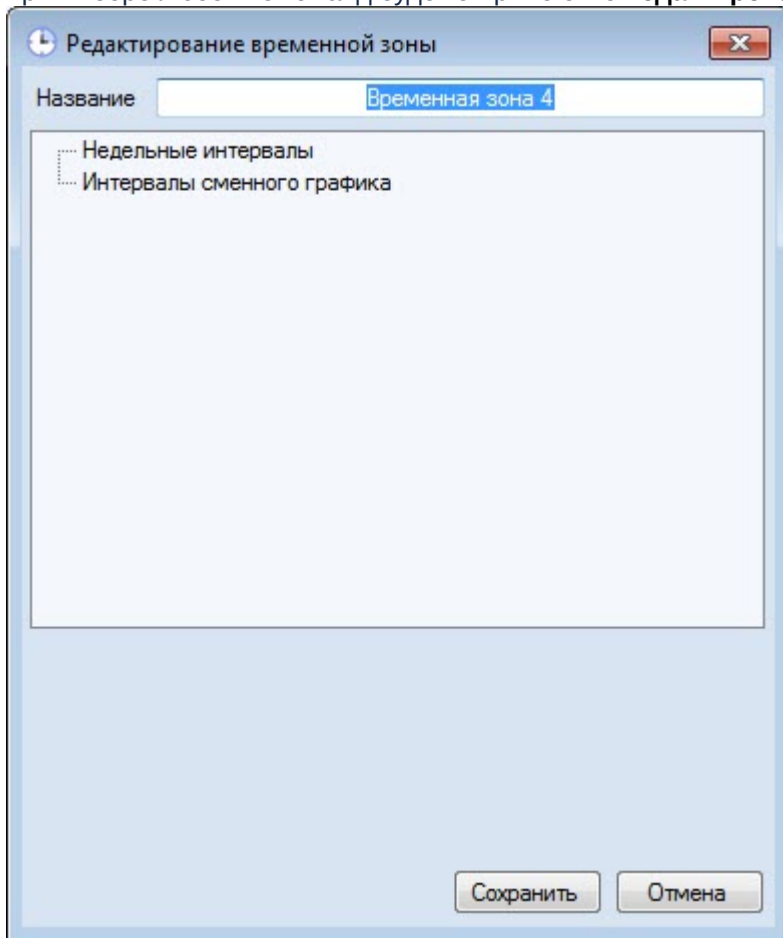 Редактирование временной зоны
Название Временная зона 4
Недельные интервалы
Интервалы сменного графика
Сохранить Отмена